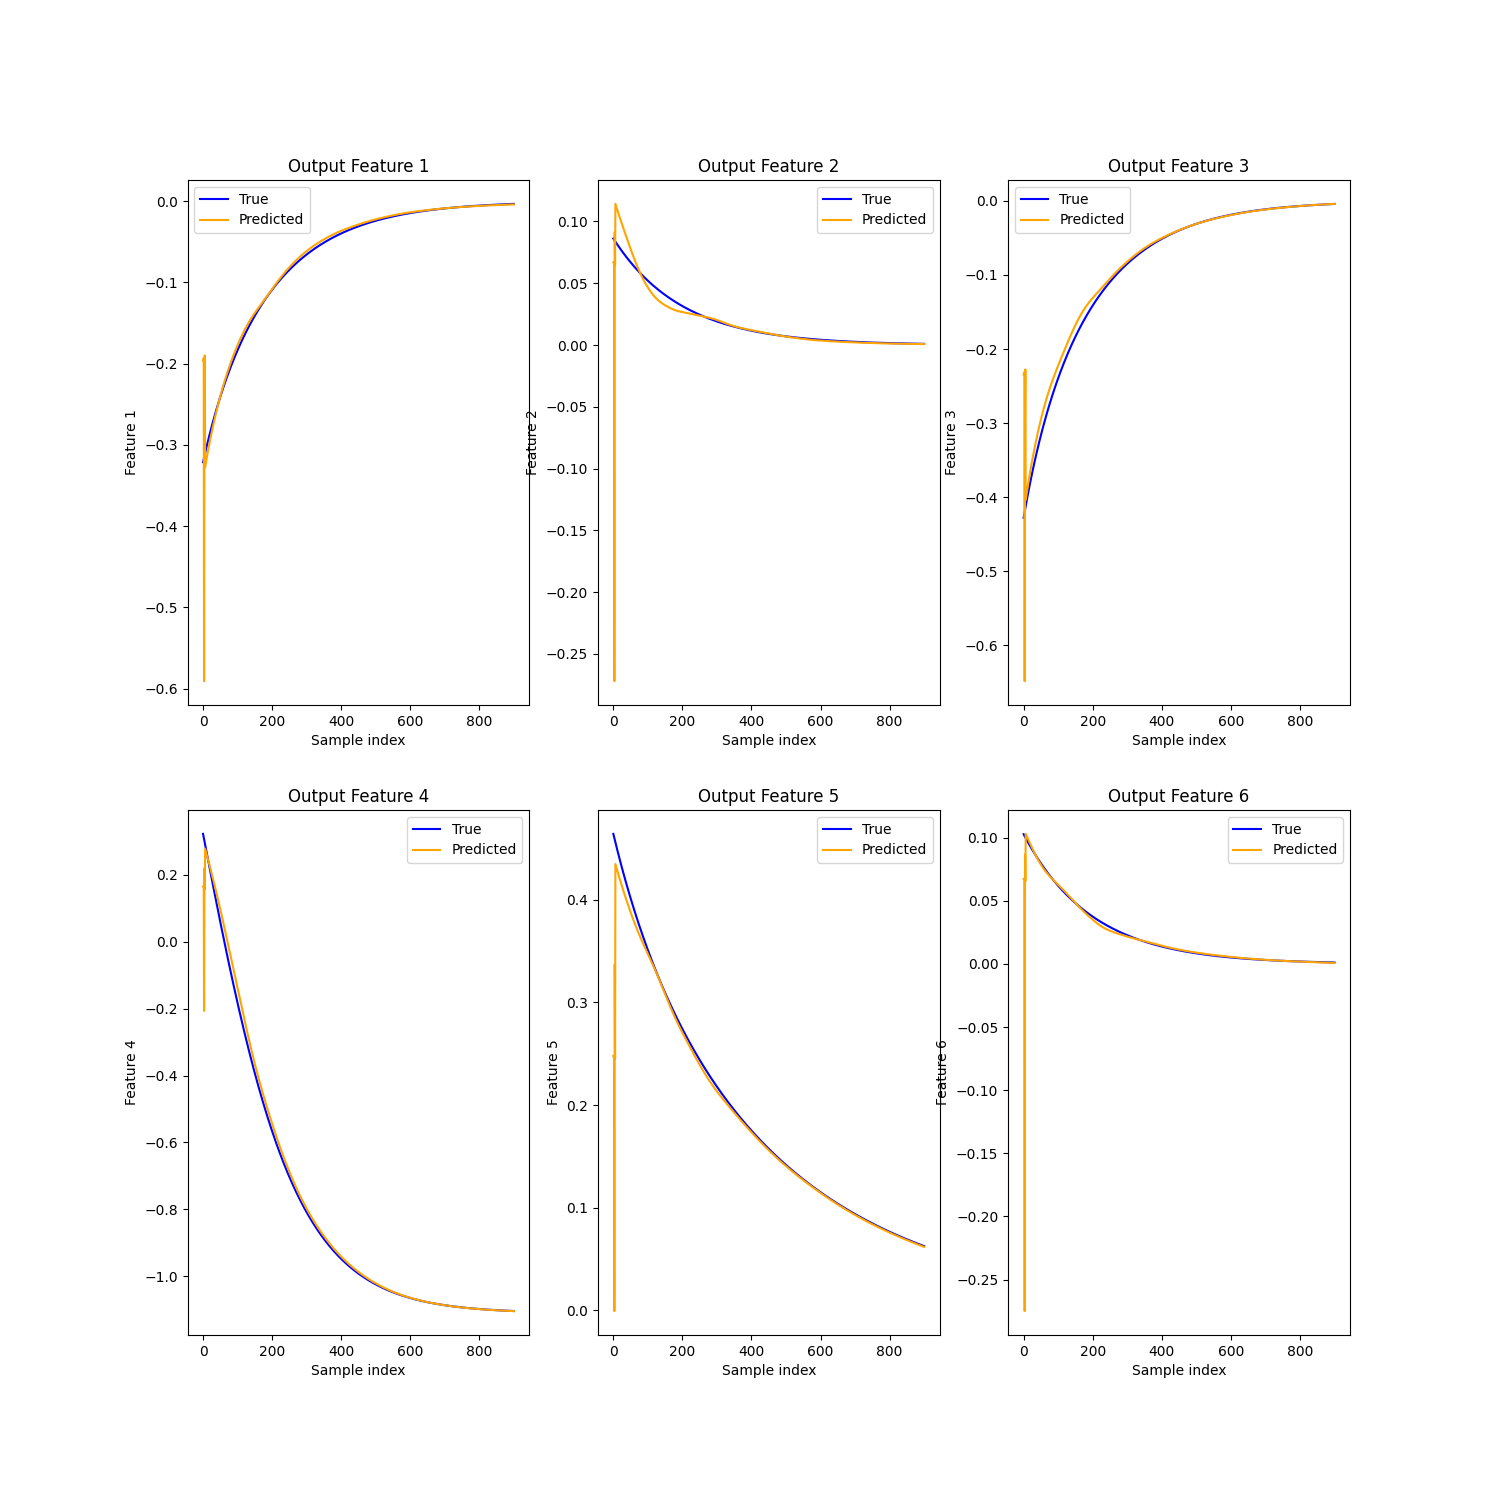 Output Feature 1
True
Predicted
0.0
−0.1
−0.2
−0.3
−0.4
−0.5
−0.6
Feature 1
0
200
400
600
800
Sample index
Output Feature 2
True
Predicted
0.10
0.05
0.00
−0.05
−0.10
−0.15
−0.20
−0.25
Feature 2
0
200
400
600
800
Sample index
Output Feature 3
True
Predicted
0.0
−0.1
−0.2
−0.3
−0.4
−0.5
−0.6
Feature 3
0
200
400
600
800
Sample index
Output Feature 4
True
Predicted
0.2
0.0
−0.2
−0.4
−0.6
−0.8
−1.0
Feature 4
0
200
400
600
800
Sample index
Output Feature 5
True
Predicted
0.4
0.3
0.2
0.1
0.0
Feature 5
0
200
400
600
800
Sample index
Output Feature 6
True
Predicted
0.10
0.05
0.00
−0.05
−0.10
−0.15
−0.20
−0.25
Feature 6
0
200
400
600
800
Sample index